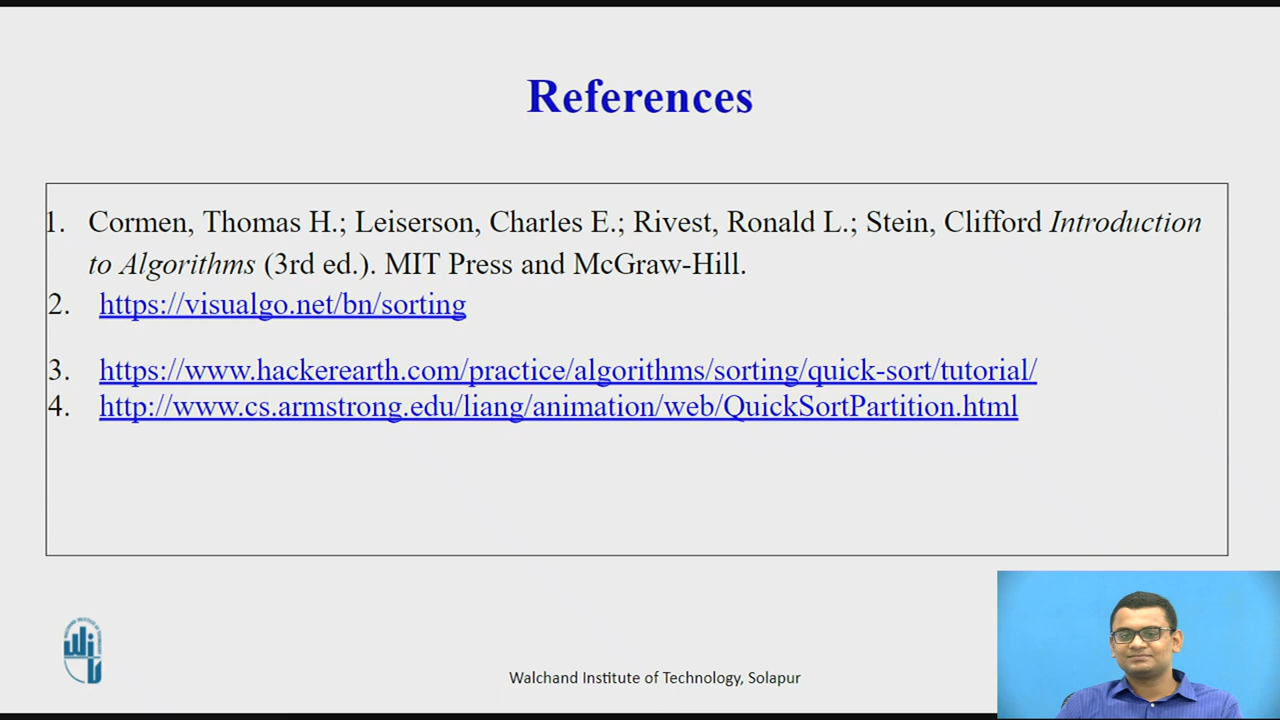 References
1. Cormen, Thomas H.; Leiserson, Charles E.; Rivest, Ronald L.; Stein, Clifford Introduction
to Algorithms (3rd ed.). MIT Press and McGraw-Hill.
2. https://visualgo.net/bn/sorting
3. https://www.hackerearth.com/practice/algorithms/sorting/quick-sort/tutorial/
4. http://www.cs.armstrong.edu/liang/animation/web/QuickSortPartition.html
Walchand Institute of Technology, Solapur